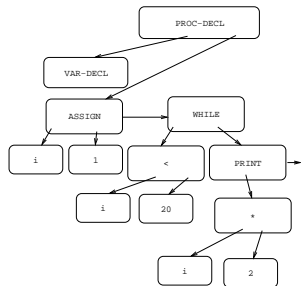 PROC-DECL
VAR-DECL
ASSIGN
WHILE
i
1
<
PRINT
i
20
*
i
2